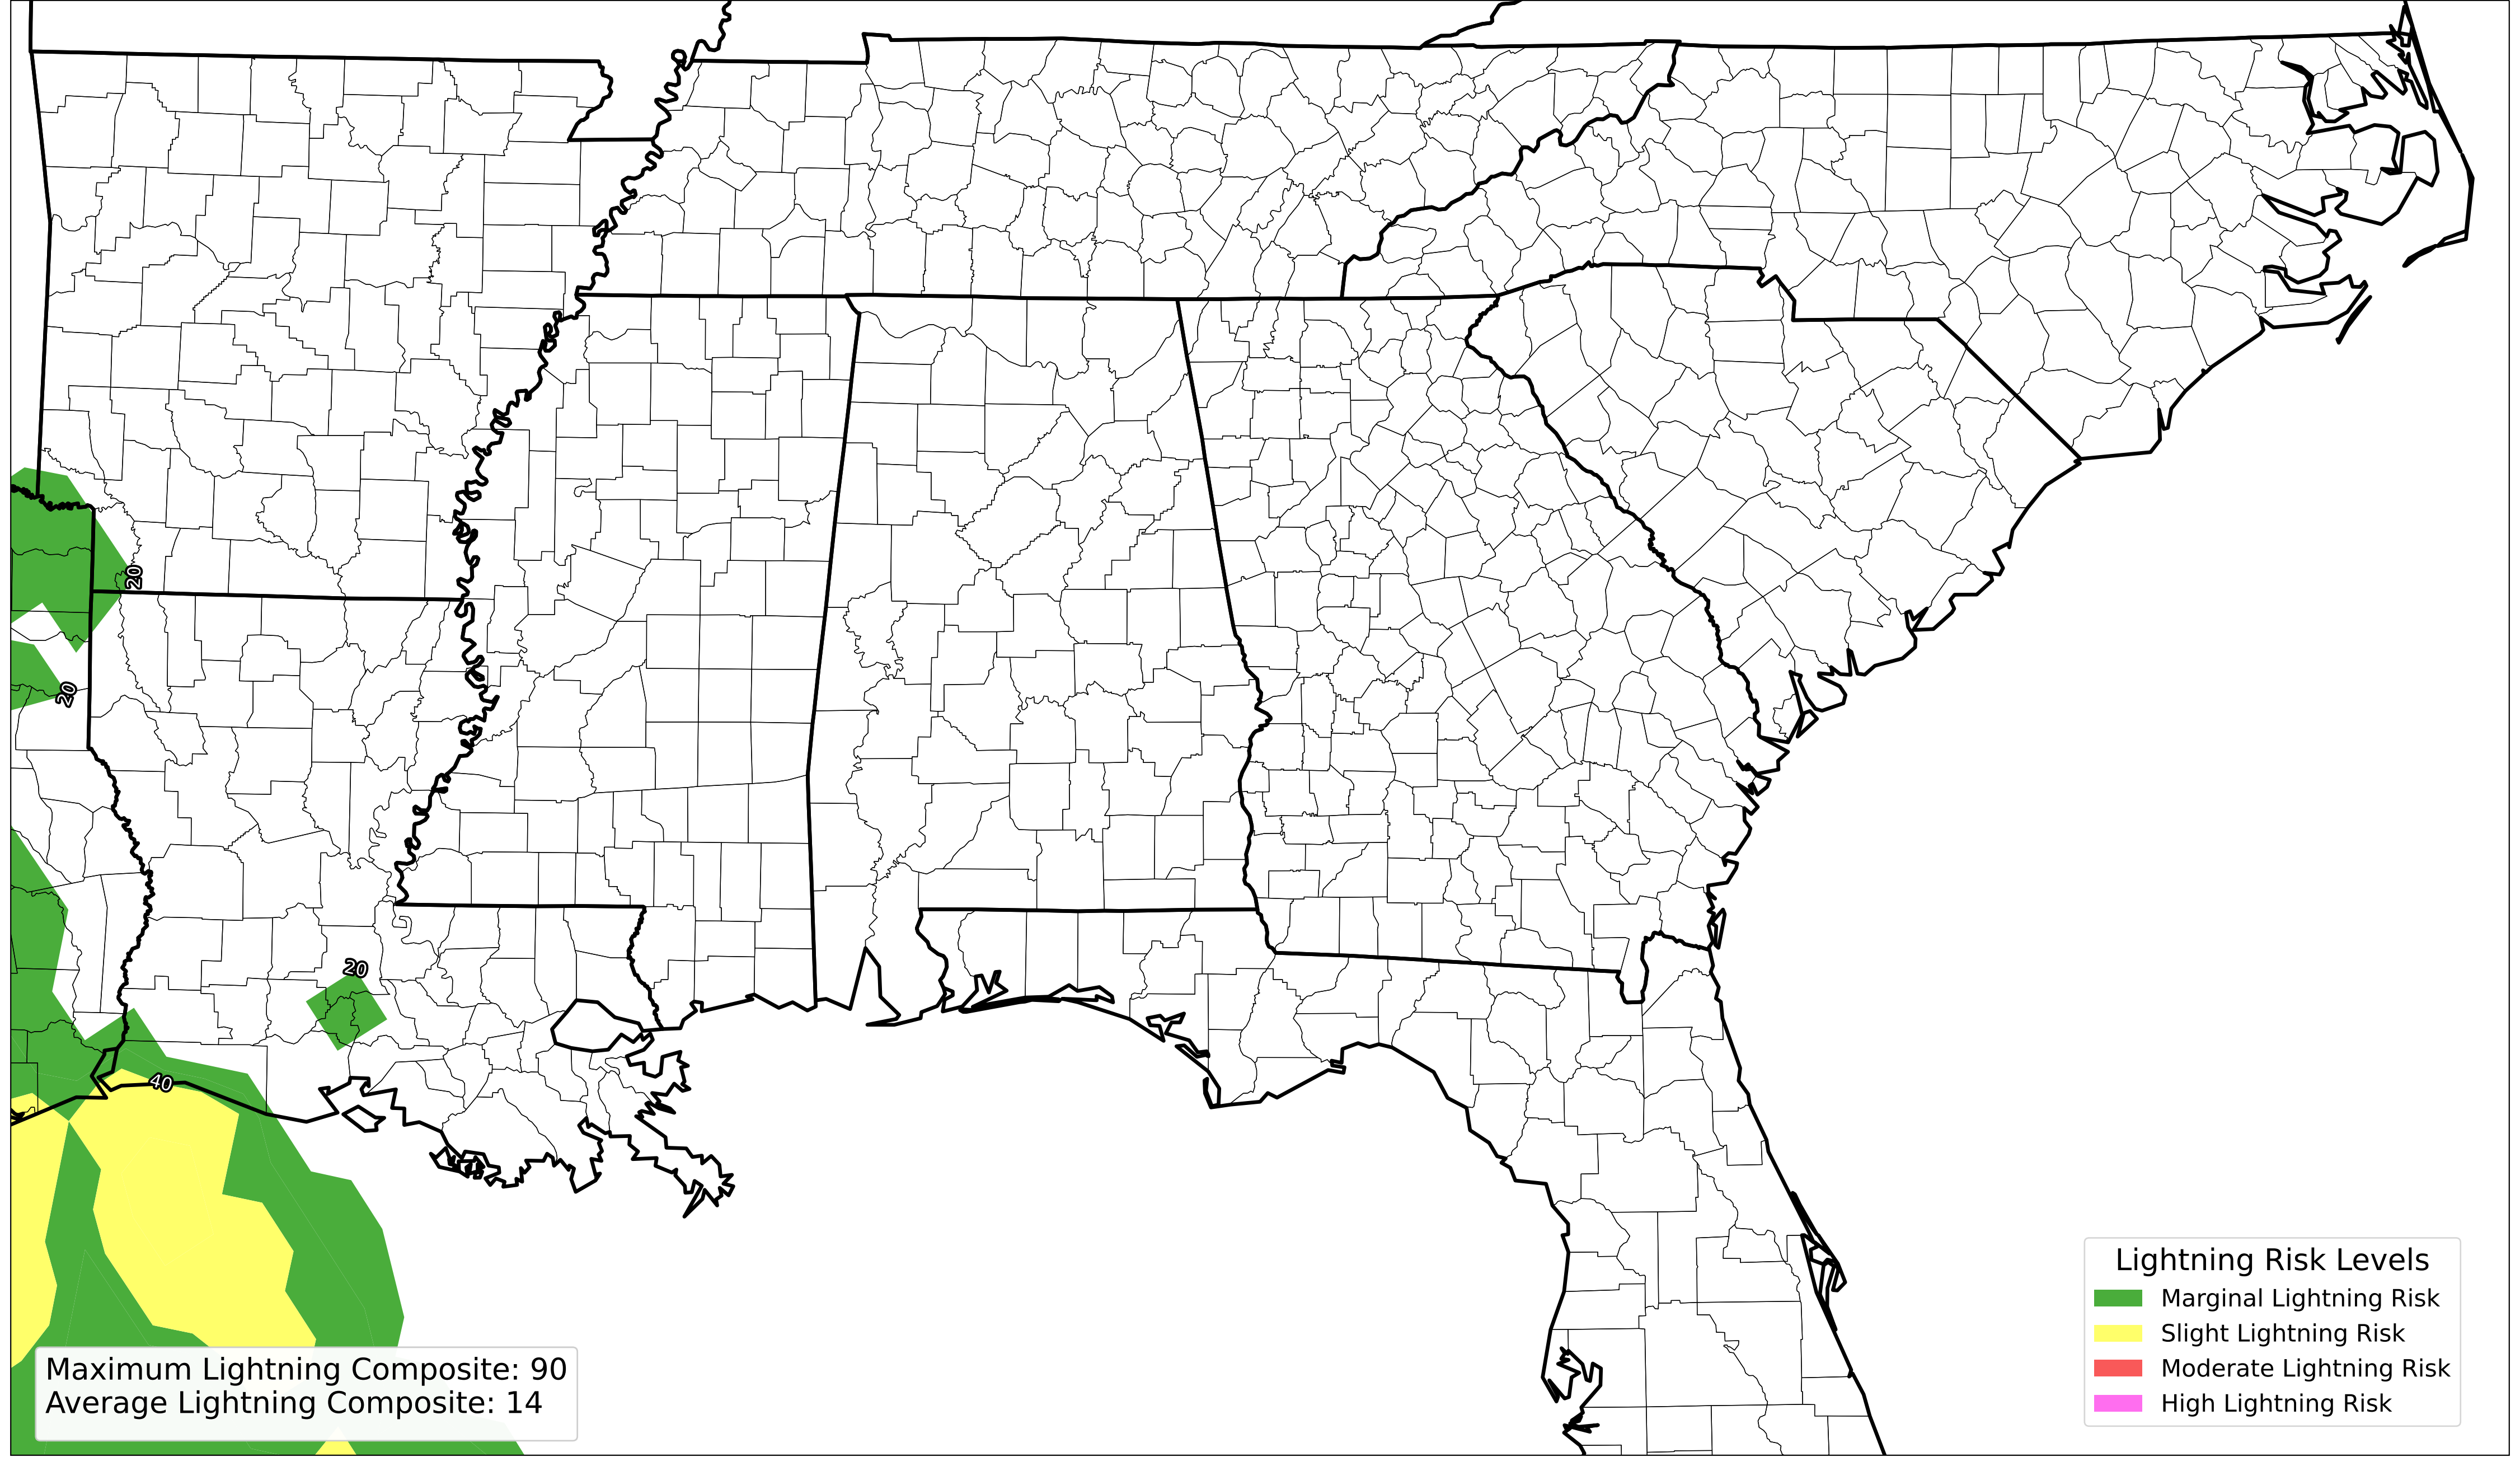 20
20
20
40
Maximum Lightning Composite: 90
Average Lightning Composite: 14
Lightning Risk Levels
Marginal Lightning Risk
Slight Lightning Risk
Moderate Lightning Risk
High Lightning Risk